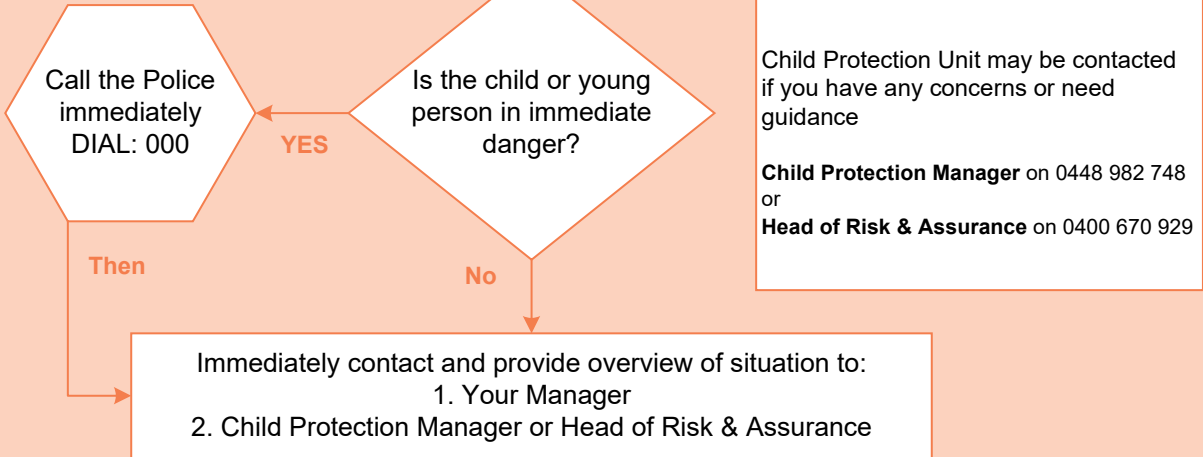 Call the Police
immediately
DIAL: 000
YES
Is the child or young
person in immediate
danger?
Child Protection Unit may be contacted
if you have any concerns or need
guidance
Child Protection Manager on 0448 982 748
or
Head of Risk & Assurance on 0400 670 929
Then
No
Immediately contact and provide overview of situation to:
1. Your Manager
2. Child Protection Manager or Head of Risk & Assurance